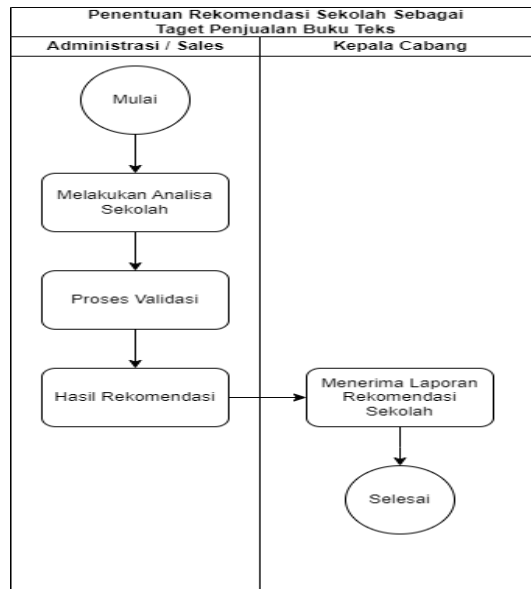 Penentuan Rekomendasi Sekolah Sebagai
Taget Penjualan Buku Teks
Administrasi / Sales
Kepala Cabang
Mulai
Melakukan Analisa
Sekolah
Proses Validasi
Hasil Rekomendasi
Menerima Laporan
Rekomendasi
Sekolah
Selesai